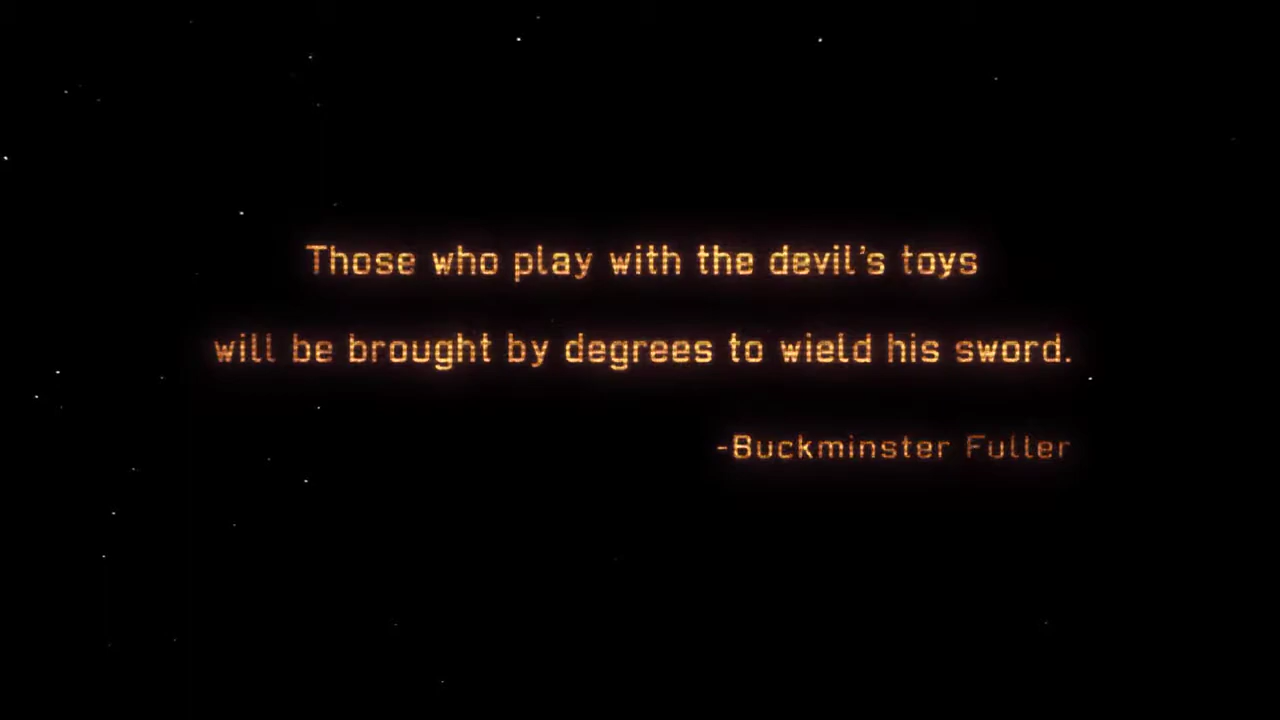 Those who play with the devil’s toys
will be brought by degrees to wield his sword.
-Buckminster Fuller